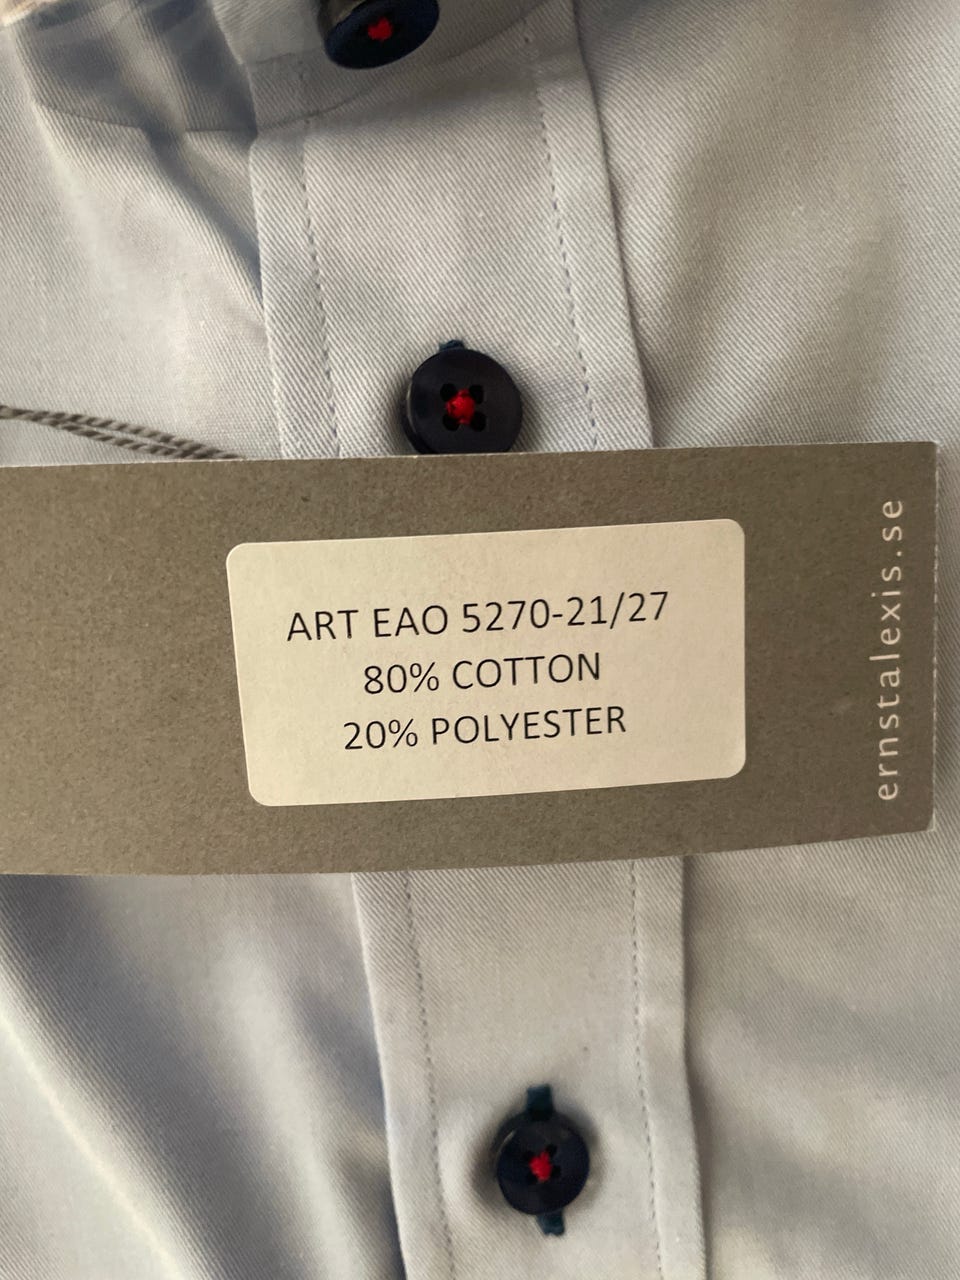 ART EAO 5270-21/27
80% COTTON
20% POLYESTER
ernstalexis.se